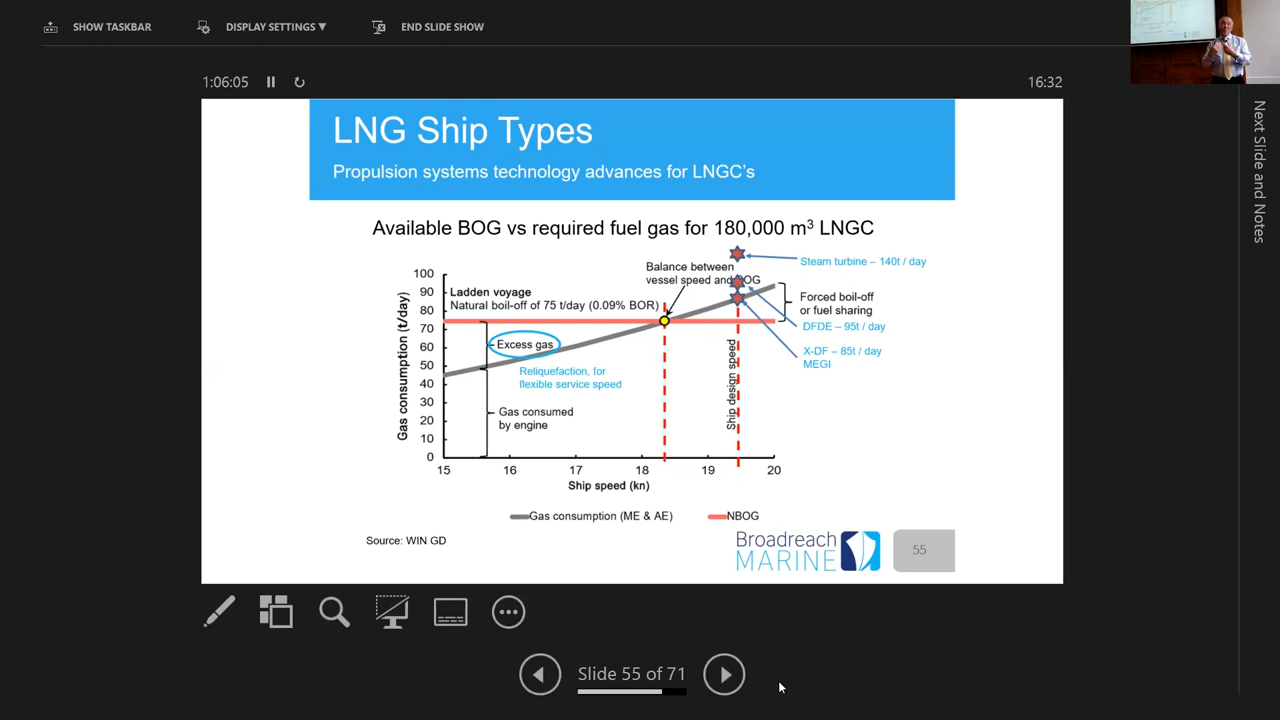 SHOW TASKBAR
DISPLAY SETTINGS ▼
END SLIDE SHOW
1:06:05
16:32
Next Slide and Notes
LNG Ship Types
Propulsion systems technology advances for LNGC's
Available BOG vs required fuel gas for 180,000 m³ LNGC
Balance between
vessel speed and BOG
Steam turbine – 140t / day
Ladden voyage
Natural boil-off of 75 t/day (0.09% BOR)
Forced boil-off
or fuel sharing
DFDE – 95t / day
X-DF – 85t / day
MEGI
Excess gas
Reliquefaction, for
flexible service speed
Gas consumed
by engine
Ship design speed
Gas consumption (t/day)
100
90
80
70
60
50
40
30
20
10
0
15 16 17 18 19 20
Ship speed (kn)
Gas consumption (ME & AE)
NBOG
Source: WIN GD
Broadreach
MARINE
55
Slide 55 of 71